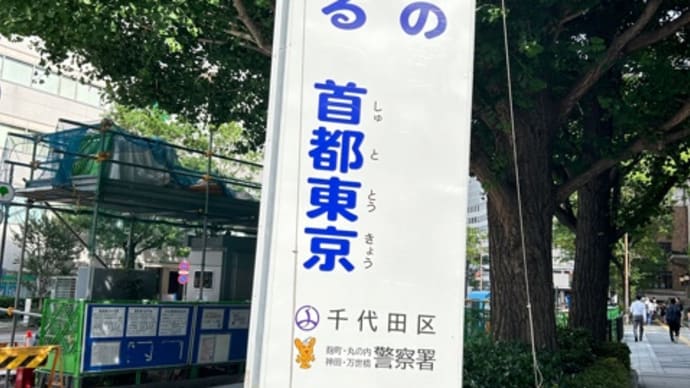 の
る 首都東京
しゅ と とう きょう
千代田区
麹町・丸の内
神田・万世橋 警察署